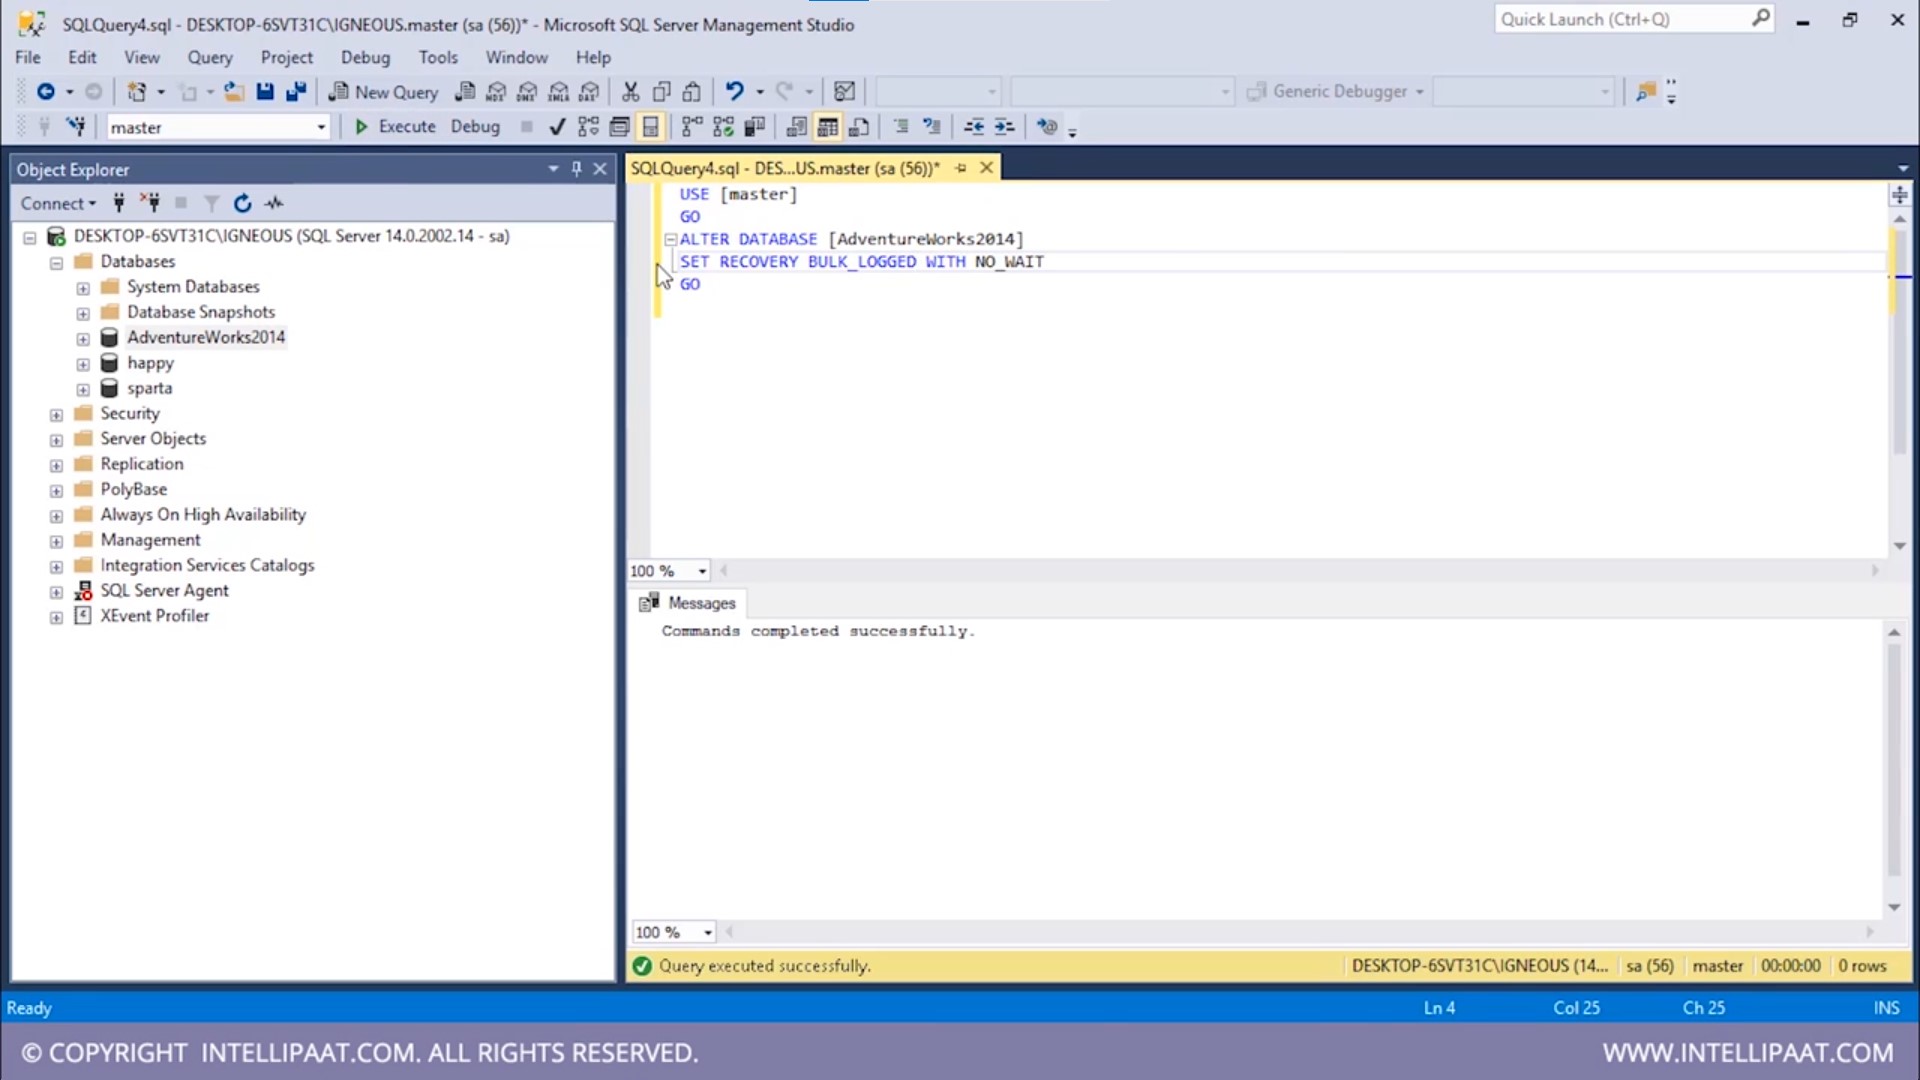 SQLQuery4.sql - DESKTOP-6SVT31C\IGNEOUS.master (sa (56))* - Microsoft SQL Server Management Studio
Quick Launch (Ctrl+Q)
File Edit View Query Project Debug Tools Window Help
New Query
Generic Debugger
master
Execute Debug
Object Explorer
Connect
DESKTOP-6SVT31C\IGNEOUS (SQL Server 14.0.2002.14 - sa)
Databases
System Databases
Database Snapshots
AdventureWorks2014
happy
sparta
Security
Server Objects
Replication
PolyBase
Always On High Availability
Management
Integration Services Catalogs
SQL Server Agent
XEvent Profiler
SQLQuery4.sql - DES...US.master (sa (56))*
USE [master]
GO
ALTER DATABASE [AdventureWorks2014]
SET RECOVERY BULK_LOGGED WITH NO_WAIT
GO
100 %
Messages
Commands completed successfully.
100 %
Query executed successfully.
DESKTOP-6SVT31C\IGNEOUS (14... sa (56) master 00:00:00 0 rows
Ready
Ln 4 Col 25 Ch 25 INS
© COPYRIGHT INTELLIPAAT.COM. ALL RIGHTS RESERVED.
WWW.INTELLIPAAT.COM